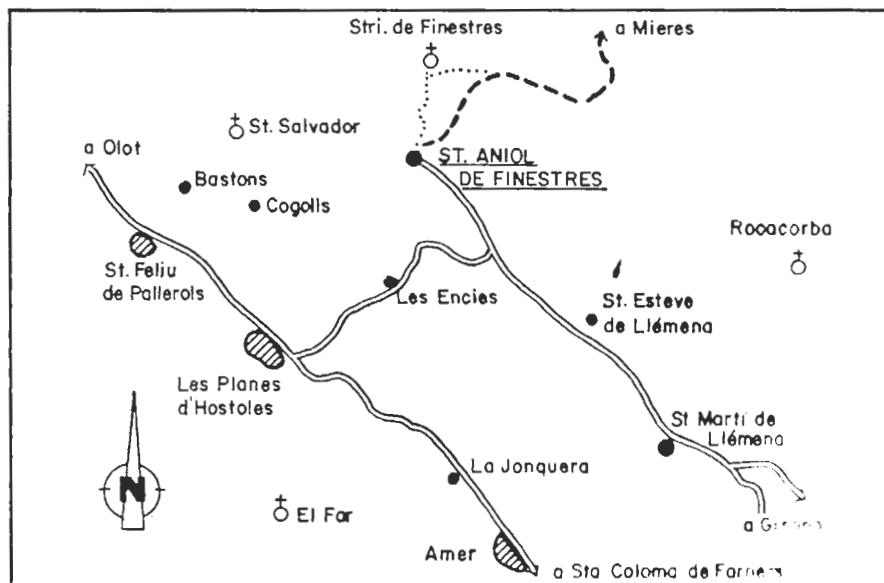 Stri. de Finestres
a Mieres
St. Salvador
a Olot
ST. ANIOL
DE FINESTRES
Bastons
Cogolls
Rocacorba
St. Feliu
de Pallerols
Les Encies
St. Esteve
de Llémena
Les Planes
d'Hostoles
St Martí de
Llémena
La Jonquera
N
El Far
a Girona
Amer
a Sta Coloma de Farners